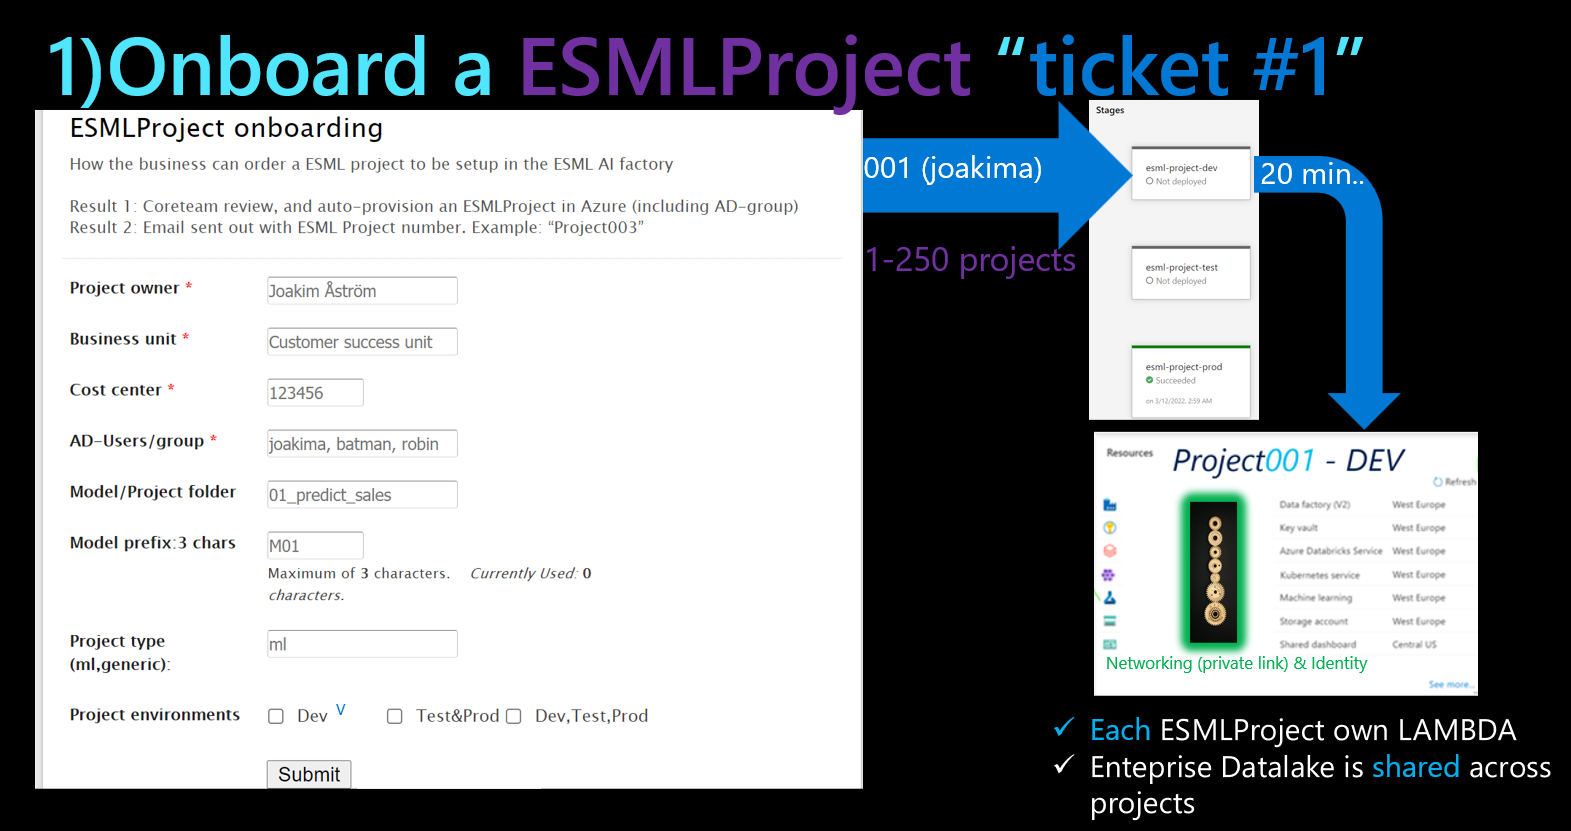 1)Onboard a ESMLProject “ticket #1”
ESMLProject onboarding
How the business can order a ESML project to be setup in the ESML AI factory
Result 1: Coreteam review, and auto-provision an ESMLProject in Azure (including AD-group)
Result 2: Email sent out with ESML Project number. Example: “Project003”
Project owner * Joakim Åström
Business unit * Customer success unit
Cost center * 123456
AD-Users/group * joakima, batman, robin
Model/Project folder 01_predict_sales
Model prefix:3 chars M01
Maximum of 3 characters. Currently Used: 0
characters.
Project type
(ml,generic):
ml
Project environments Dev V Test&Prod Dev,Test,Prod
Submit
001 (joakima)
1-250 projects
Stages
esml-project-dev
Not deployed
esml-project-test
Not deployed
esml-project-prod
Succeeded
on 3/12/2022, 2:59 AM
20 min..
Resources
Project001 - DEV
Refresh
Data factory (V2) West Europe
Key vault West Europe
Azure Databricks Service West Europe
Kubernetes service West Europe
Machine learning West Europe
Storage account West Europe
Shared dashboard Central US
Networking (private link) & Identity
See more..
✓ Each ESMLProject own LAMBDA
✓ Enteprise Datalake is shared across
projects